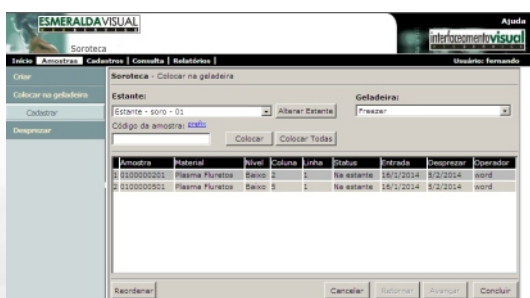 ESMERALDAVISUAL
Soroteca
Ajuda
interfaceamentovisual
Início | Amostras | Cadastros | Consulta | Relatórios |
Usuário: fernando
Criar
Colocar na geladeira
Cadastrar
Desprezar
Soroteca - Colocar na geladeira
Estante:
Geladeira:
Estante - soro - 01
Alterar Estante
Freezer
Código da amostra: prefix
Colocar
Colocar Todas
Amostra Material Nível Coluna Linha Status Entrada Desprezar Operador
1 0100000201 Plasma Fluretos Baixo 2 1 Na estante 16/1/2014 5/2/2014 word
2 0100000501 Plasma Fluretos Baixo 5 1 Na estante 16/1/2014 5/2/2014 word
Reordenar
Cancelar
Retornar
Avançar
Concluir